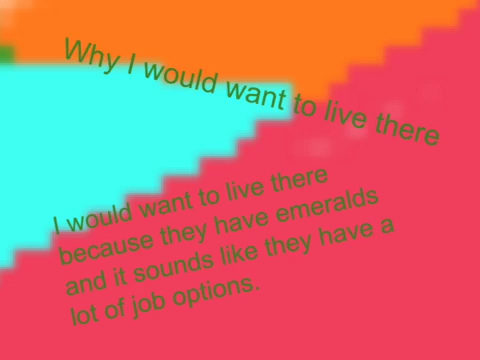 Why I would want to live there
I would want to live there
because they have emeralds
and it sounds like they have a
lot of job options.